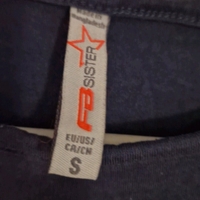 FB SISTER
EU/US/
CA/CN
S